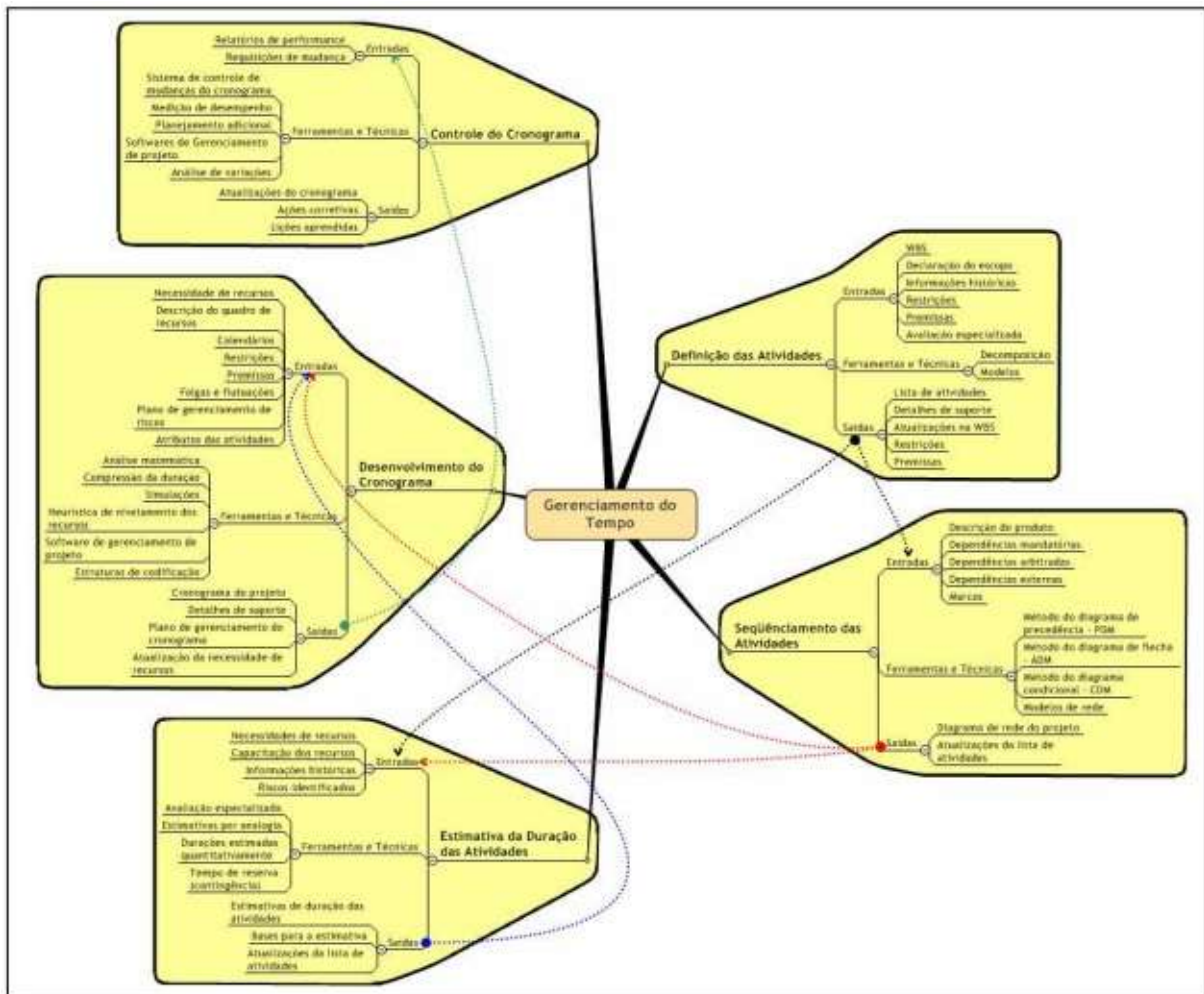 Relatórios de performance
Requisições de mudança
Entradas
Sistema de controle de
mudanças do cronograma
Medição de desempenho
Planejamento adicional
Softwares de Gerenciamento
de projeto
Análise de variações
Ferramentas e Técnicas
Atualizações do cronograma
Ações corretivas
Lições aprendidas
Saídas
Controle do Cronograma
Necessidade de recursos
Descrição do quadro de
recursos
Calendários
Restrições
Premissas
Folgas e flutuações
Plano de gerenciamento de
riscos
Atributos das atividades
Entradas
Análise matemática
Compressão da duração
Simulações
Heurística de nivelamento dos
recursos
Software de gerenciamento de
projeto
Estruturas de codificação
Ferramentas e Técnicas
Cronograma do projeto
Detalhes de suporte
Plano de gerenciamento do
cronograma
Atualização da necessidade de
recursos
Saídas
Desenvolvimento do
Cronograma
Necessidades de recursos
Capacitação dos recursos
Informações históricas
Riscos identificados
Entradas
Avaliação especializada
Estimativas por analogia
Durações estimadas
quantitativamente
Tempo de reserva
(contingências)
Ferramentas e Técnicas
Estimativas de duração das
atividades
Bases para a estimativa
Atualizações da lista de
atividades
Saídas
Estimativa da Duração
das Atividades
Gerenciamento do
Tempo
Definição das Atividades
Entradas
WBS
Declaração do escopo
Informações históricas
Restrições
Premissas
Avaliação especializada
Ferramentas e Técnicas
Decomposição
Modelos
Saídas
Lista de atividades
Detalhes de suporte
Atualizações na WBS
Restrições
Premissas
Seqüênciamento das
Atividades
Entradas
Descrição do produto
Dependências mandatórias
Dependências arbitradas
Dependências externas
Marcos
Ferramentas e Técnicas
Método do diagrama de
precedência - PDM
Método do diagrama de flecha
- ADM
Método do diagrama
condicional - CDM
Modelos de rede
Saídas
Diagrama de rede do projeto
Atualizações da lista de
atividades